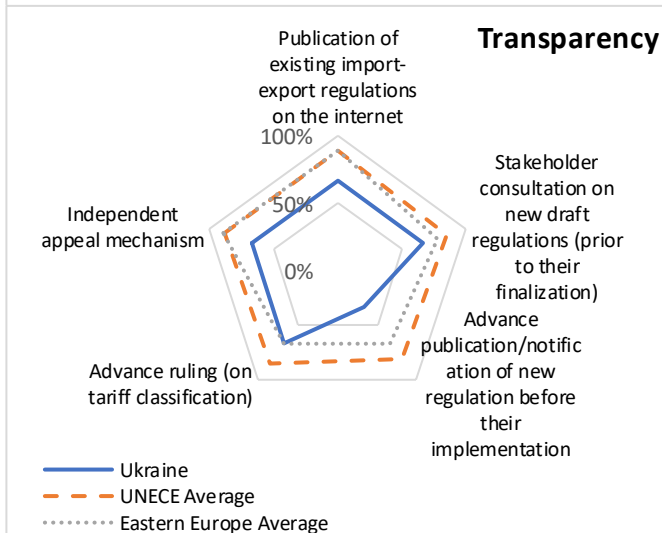 Transparency
Publication of
existing import-
export regulations
on the internet
100%
50%
0%
Stakeholder
consultation on
new draft
regulations (prior
to their
finalization)
Advance
publication/notific
ation of new
regulation before
their
implementation
Advance ruling (on
tariff classification)
Independent
appeal mechanism
Ukraine
UNECE Average
Eastern Europe Average